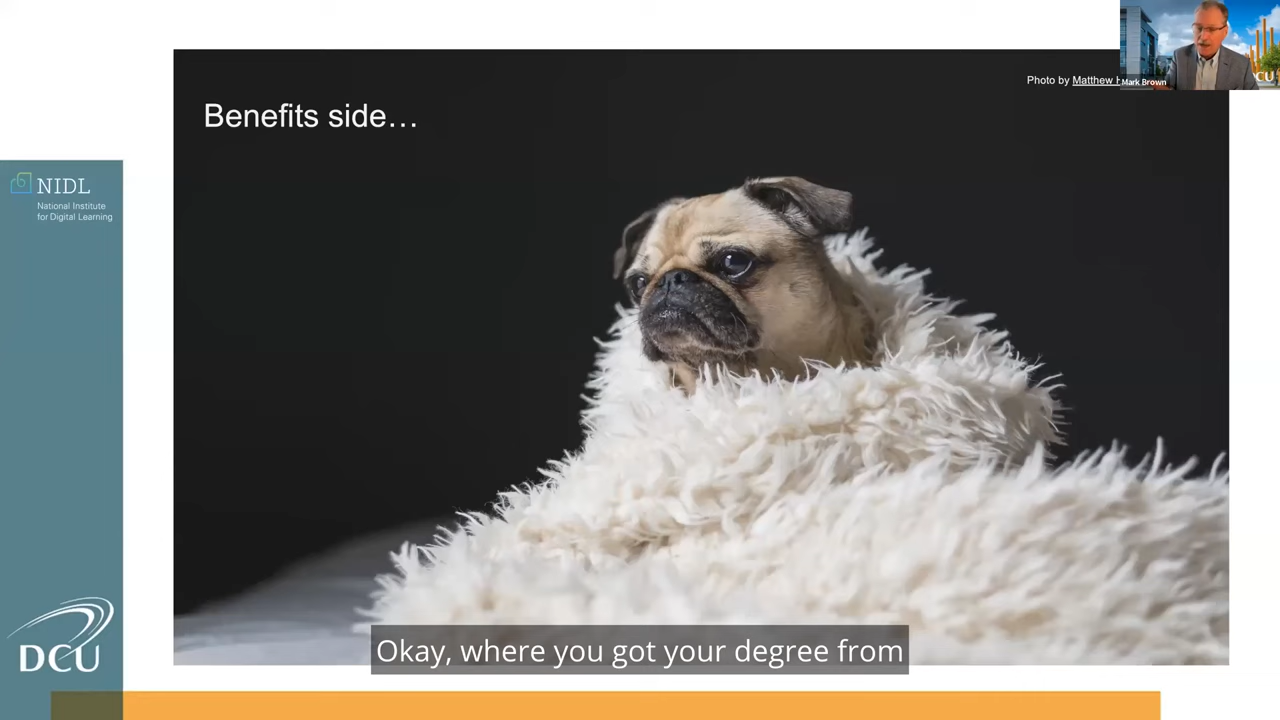 Photo by Matthew
Mark Brown
Benefits side…
NIDL
National Institute
for Digital Learning
DCU
Okay, where you got your degree from